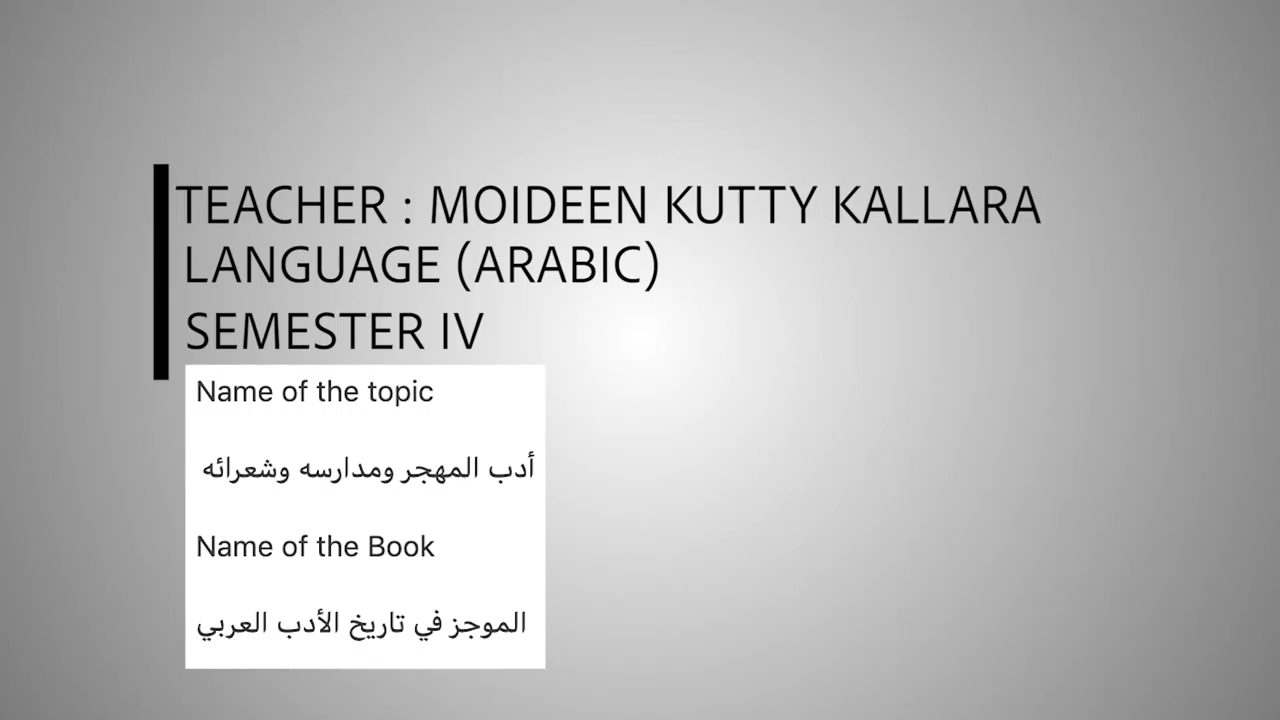 TEACHER : MOIDEEN KUTTY KALLARA
LANGUAGE (ARABIC)
SEMESTER IV
Name of the topic
أدب المهجر ومدارسه وشعرائه
Name of the Book
الموجز في تاريخ الأدب العربي